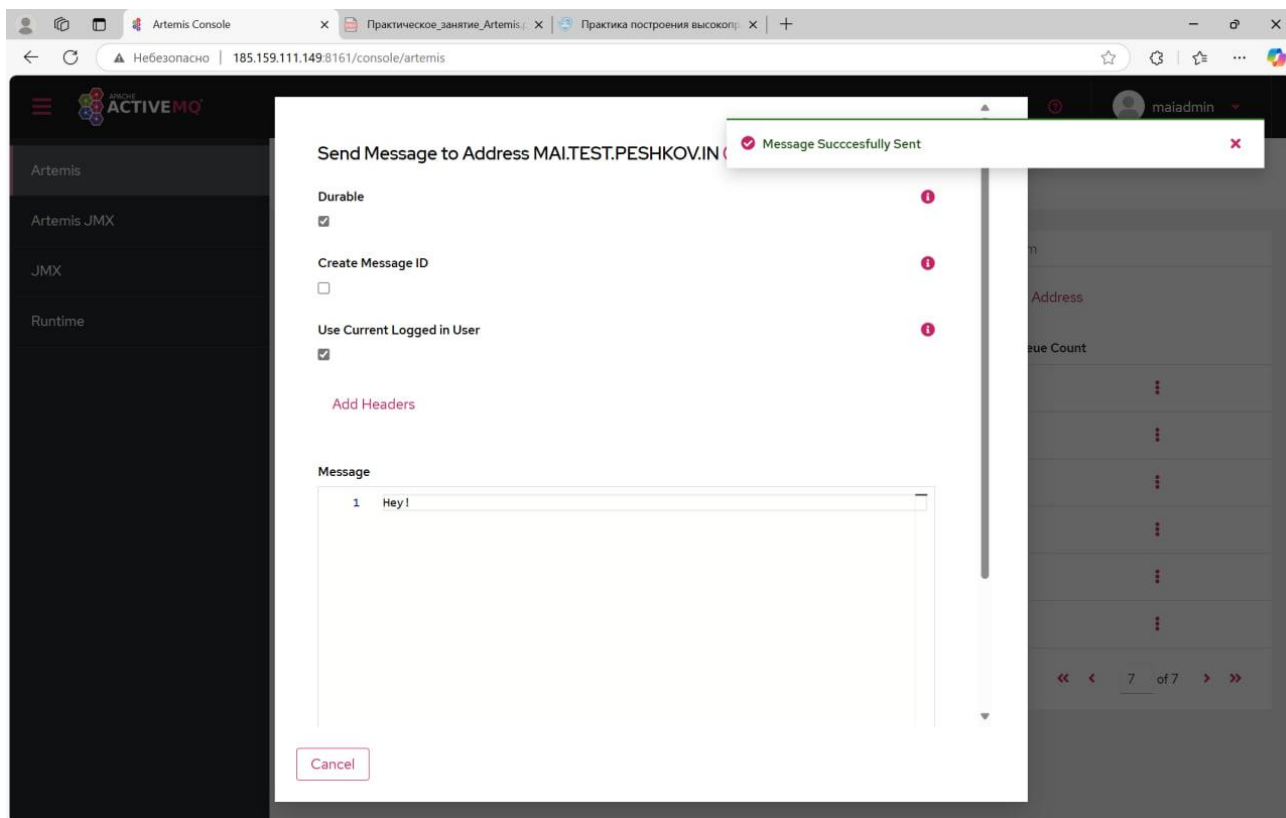 Artemis Console
Практическое_занятие_Artemis.
Практика построения высокоп
Небезопасно
185.159.111.149:8161/console/artemis
APACHE
ACTIVEMQ
maiadmin
Message Succcesfully Sent
Send Message to Address MAI.TEST.PESHKOV.IN
Artemis
Artemis JMX
JMX
Runtime
Durable
Create Message ID
Use Current Logged in User
Add Headers
Address
eue Count
Message
1 Hey!
7 of 7
Cancel